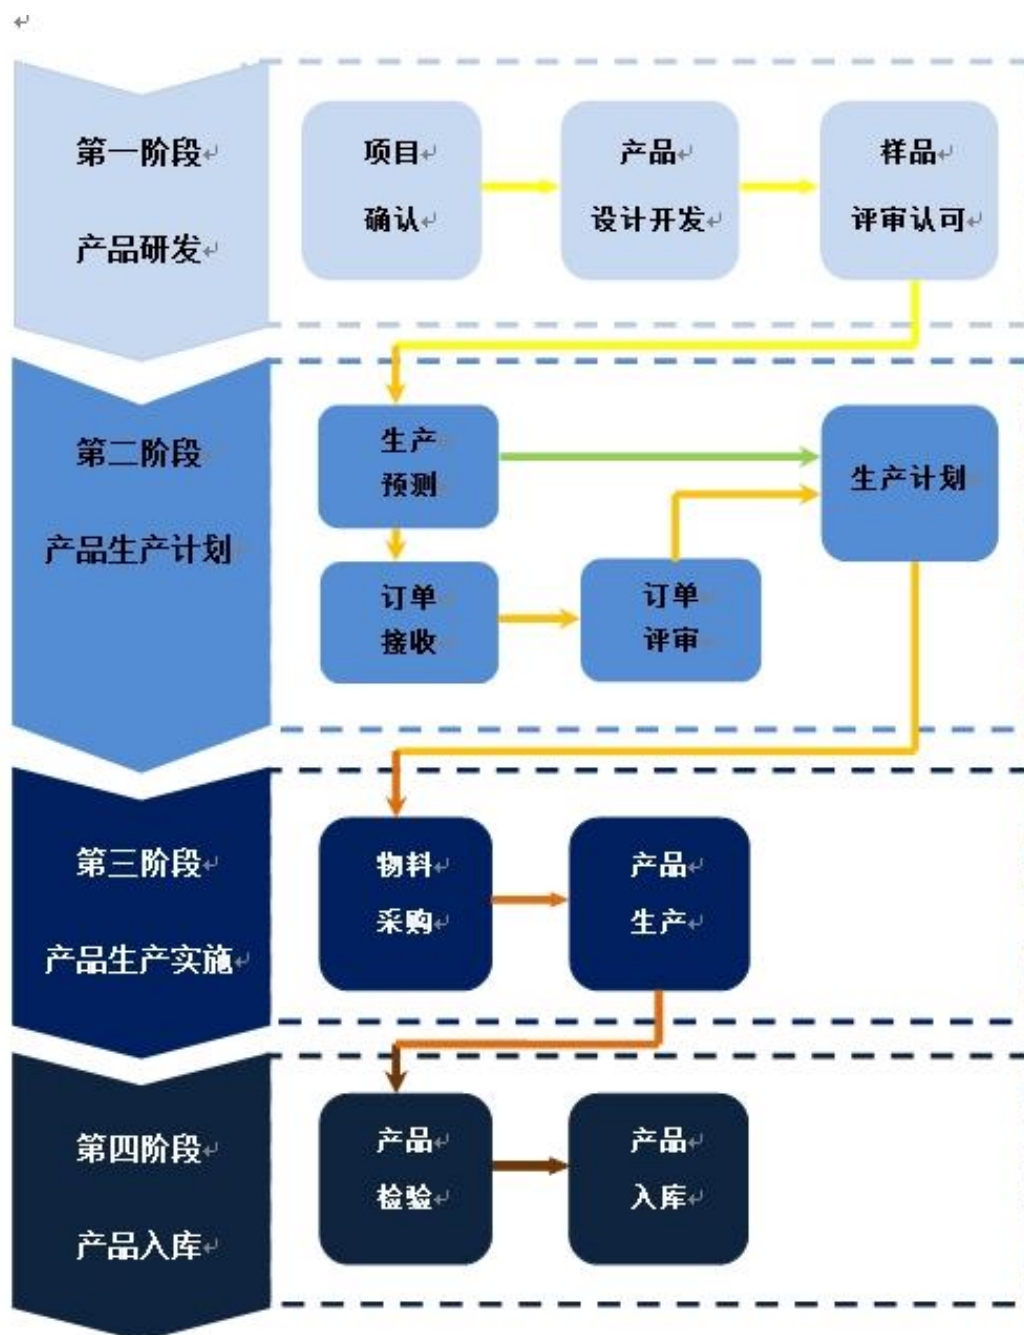 第一阶段
产品研发
项目
确认
产品
设计开发
样品
评审认可
第二阶段
产品生产计划
生产
预测
生产计划
订单
接收
订单
评审
第三阶段
产品生产实施
物料
采购
产品
生产
第四阶段
产品入库
产品
检验
产品
入库